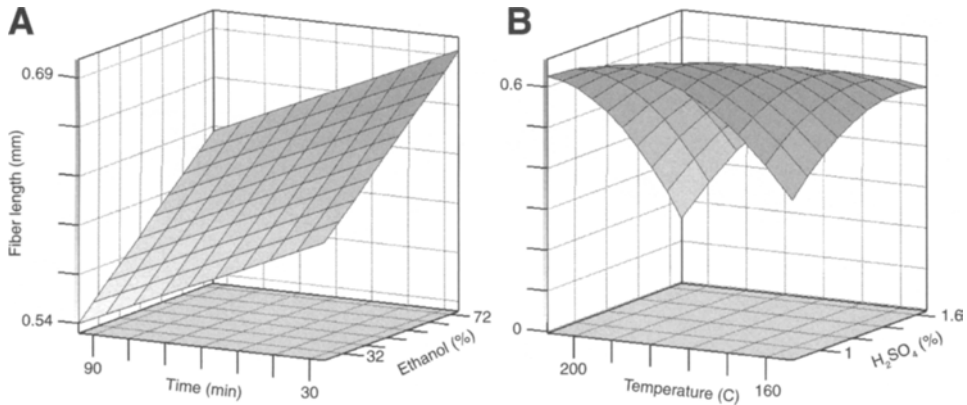 A
0.69
Fiber length (mm)
0.54
90
Time (min)
30
32
Ethanol (%)
72
B
0.6
0
200
Temperature (C)
160
1
H₂SO₄ (%)
1.6